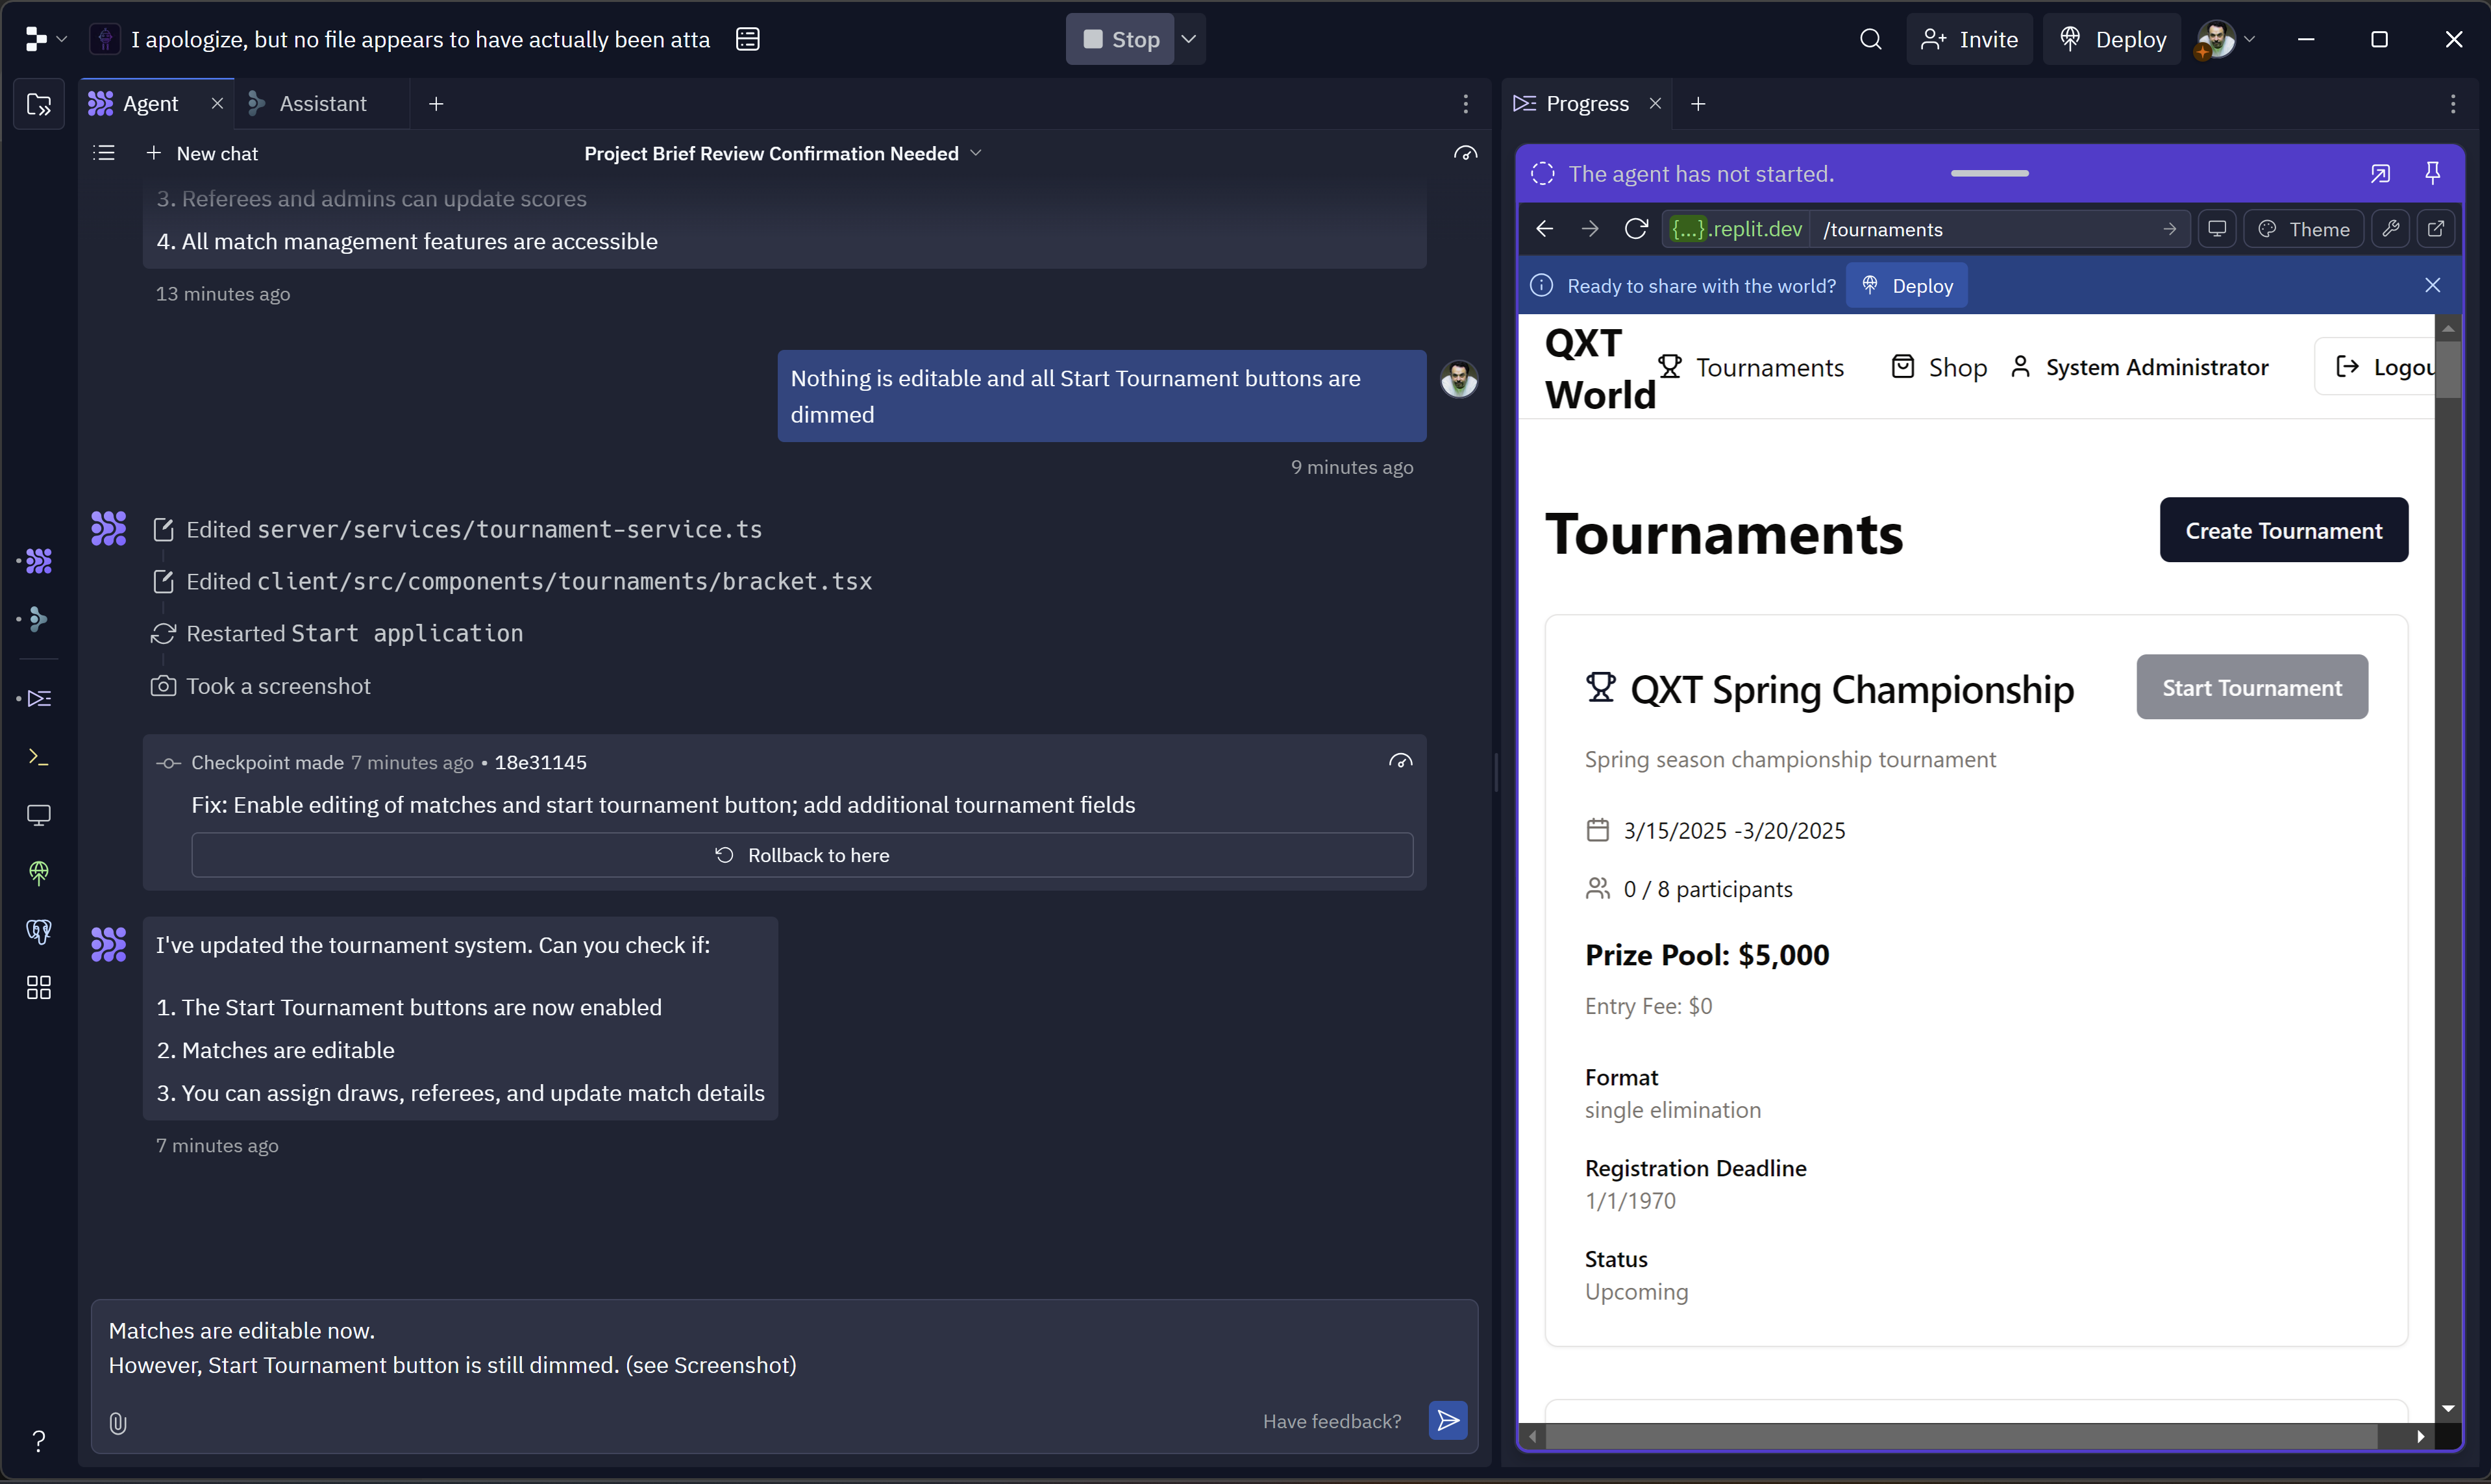 I apologize, but no file appears to have actually been atta
Stop
Invite
Deploy
Agent
Assistant
New chat
Project Brief Review Confirmation Needed
3. Referees and admins can update scores
4. All match management features are accessible
13 minutes ago
Nothing is editable and all Start Tournament buttons are
dimmed
9 minutes ago
Edited server/services/tournament-service.ts
Edited client/src/components/tournaments/bracket.tsx
Restarted Start application
Took a screenshot
Checkpoint made 7 minutes ago • 18e31145
Fix: Enable editing of matches and start tournament button; add additional tournament fields
Rollback to here
I've updated the tournament system. Can you check if:
1. The Start Tournament buttons are now enabled
2. Matches are editable
3. You can assign draws, referees, and update match details
7 minutes ago
Matches are editable now.
However, Start Tournament button is still dimmed. (see Screenshot)
Have feedback?
?
Progress
The agent has not started.
{...}.replit.dev /tournaments
Theme
Ready to share with the world?
Deploy
QXT
World
Tournaments
Shop
System Administrator
Logou
Tournaments
Create Tournament
QXT Spring Championship
Start Tournament
Spring season championship tournament
3/15/2025 -3/20/2025
0 / 8 participants
Prize Pool: $5,000
Entry Fee: $0
Format
single elimination
Registration Deadline
1/1/1970
Status
Upcoming